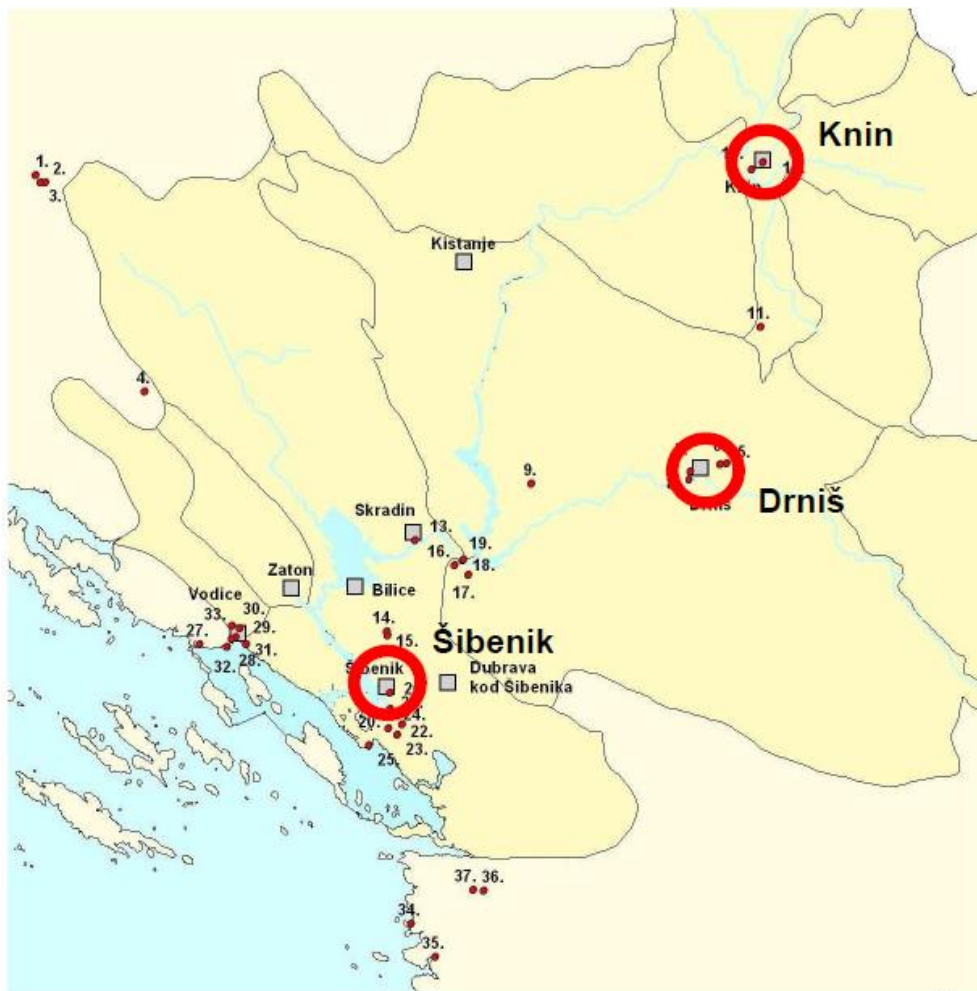 Knin
1.
2.
3.
Kistanje
11.
4.
9.
Drniš
Skradin
13.
19.
16.
18.
17.
Zaton
Bilice
Vodice
30.
33.
29.
27.
31.
32.
28.
14.
15.
Šibenik
Šibenik
Dubrava
kod Šibenika
20.
24.
22.
23.
25.
37.
36.
34.
35.